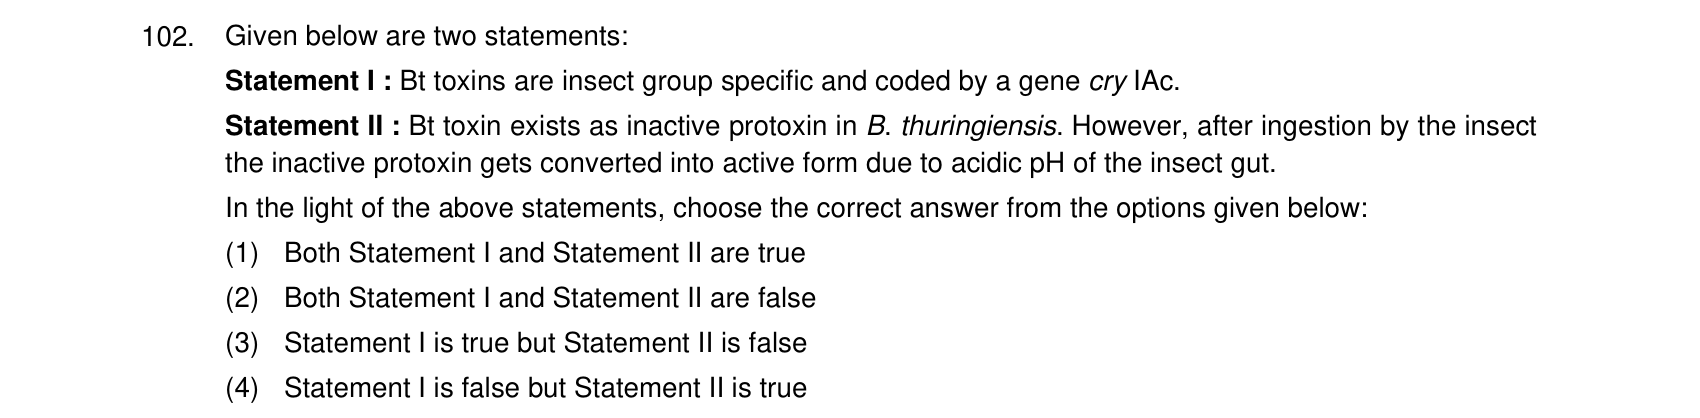 102. Given below are two statements:
Statement I : Bt toxins are insect group specific and coded by a gene cry IAc.
Statement II : Bt toxin exists as inactive protoxin in B. thuringiensis. However, after ingestion by the insect
the inactive protoxin gets converted into active form due to acidic pH of the insect gut.
In the light of the above statements, choose the correct answer from the options given below:
(1) Both Statement I and Statement II are true
(2) Both Statement I and Statement II are false
(3) Statement I is true but Statement II is false
(4) Statement I is false but Statement II is true